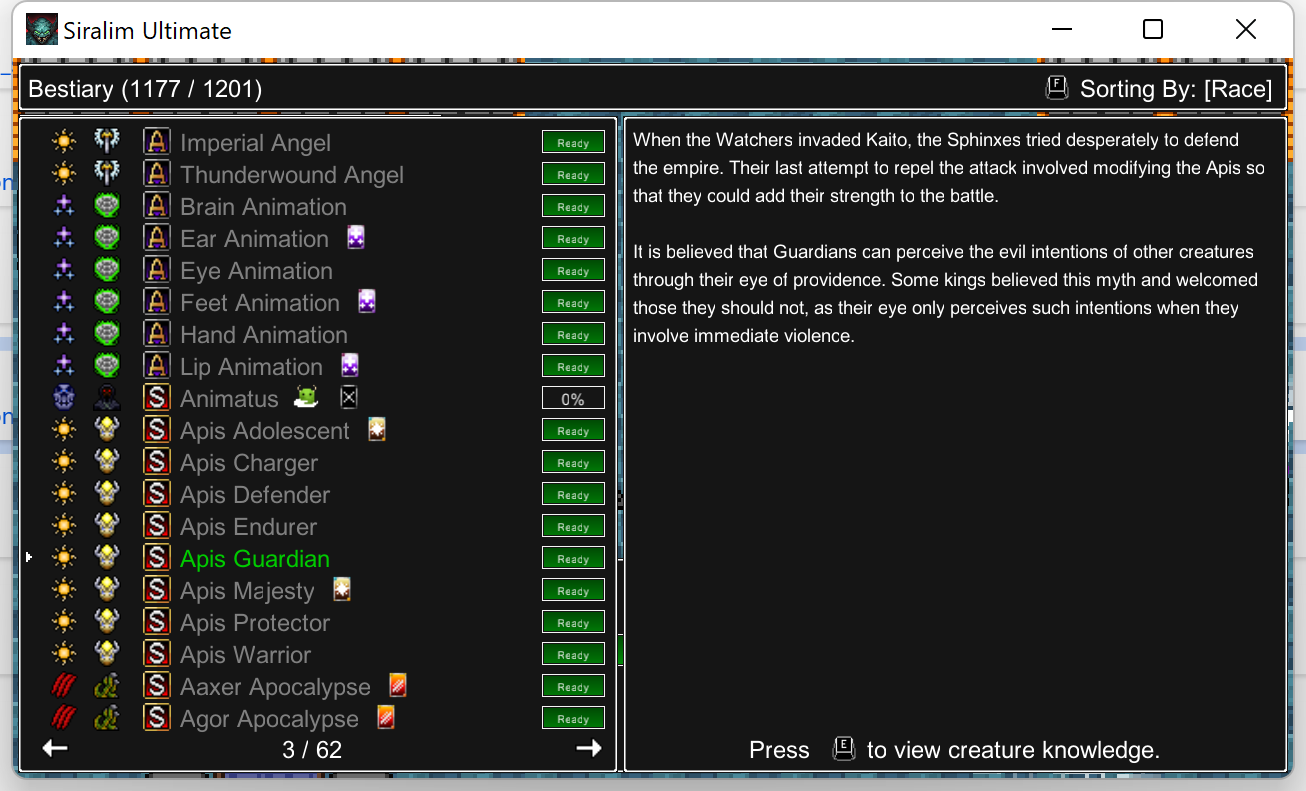 Siralim Ultimate
Bestiary (1177 / 1201)
F Sorting By: [Race]
A Imperial Angel Ready
A Thunderwound Angel Ready
A Brain Animation Ready
A Ear Animation Ready
A Eye Animation Ready
A Feet Animation Ready
A Hand Animation Ready
A Lip Animation Ready
S Animatus 0%
S Apis Adolescent Ready
S Apis Charger Ready
S Apis Defender Ready
S Apis Endurer Ready
S Apis Guardian Ready
S Apis Majesty Ready
S Apis Protector Ready
S Apis Warrior Ready
S Aaxer Apocalypse Ready
S Agor Apocalypse Ready
3 / 62
When the Watchers invaded Kaito, the Sphinxes tried desperately to defend
the empire. Their last attempt to repel the attack involved modifying the Apis so
that they could add their strength to the battle.
It is believed that Guardians can perceive the evil intentions of other creatures
through their eye of providence. Some kings believed this myth and welcomed
those they should not, as their eye only perceives such intentions when they
involve immediate violence.
Press E to view creature knowledge.